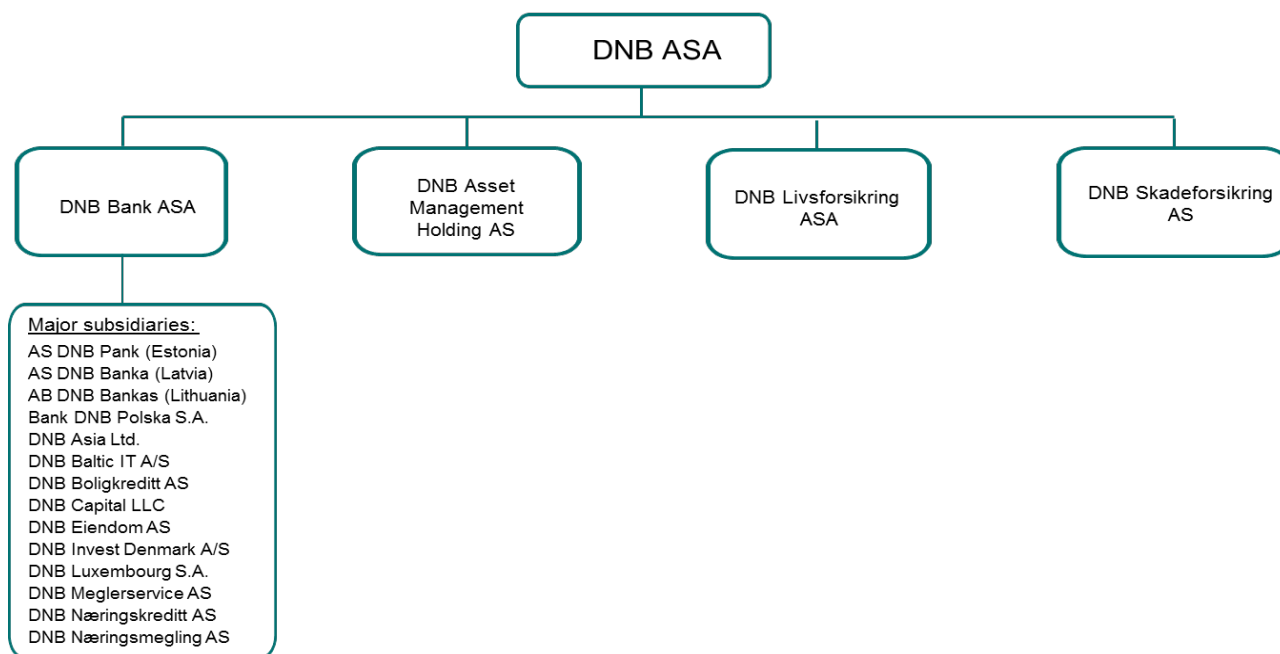 DNB ASA
DNB Bank ASA
DNB Asset
Management
Holding AS
DNB Livsforsikring
ASA
DNB Skadeforsikring
AS
Major subsidiaries:
AS DNB Pank (Estonia)
AS DNB Banka (Latvia)
AB DNB Bankas (Lithuania)
Bank DNB Polska S.A.
DNB Asia Ltd.
DNB Baltic IT A/S
DNB Boligkreditt AS
DNB Capital LLC
DNB Eiendom AS
DNB Invest Denmark A/S
DNB Luxembourg S.A.
DNB Meglerservice AS
DNB Næringskreditt AS
DNB Næringsmegling AS